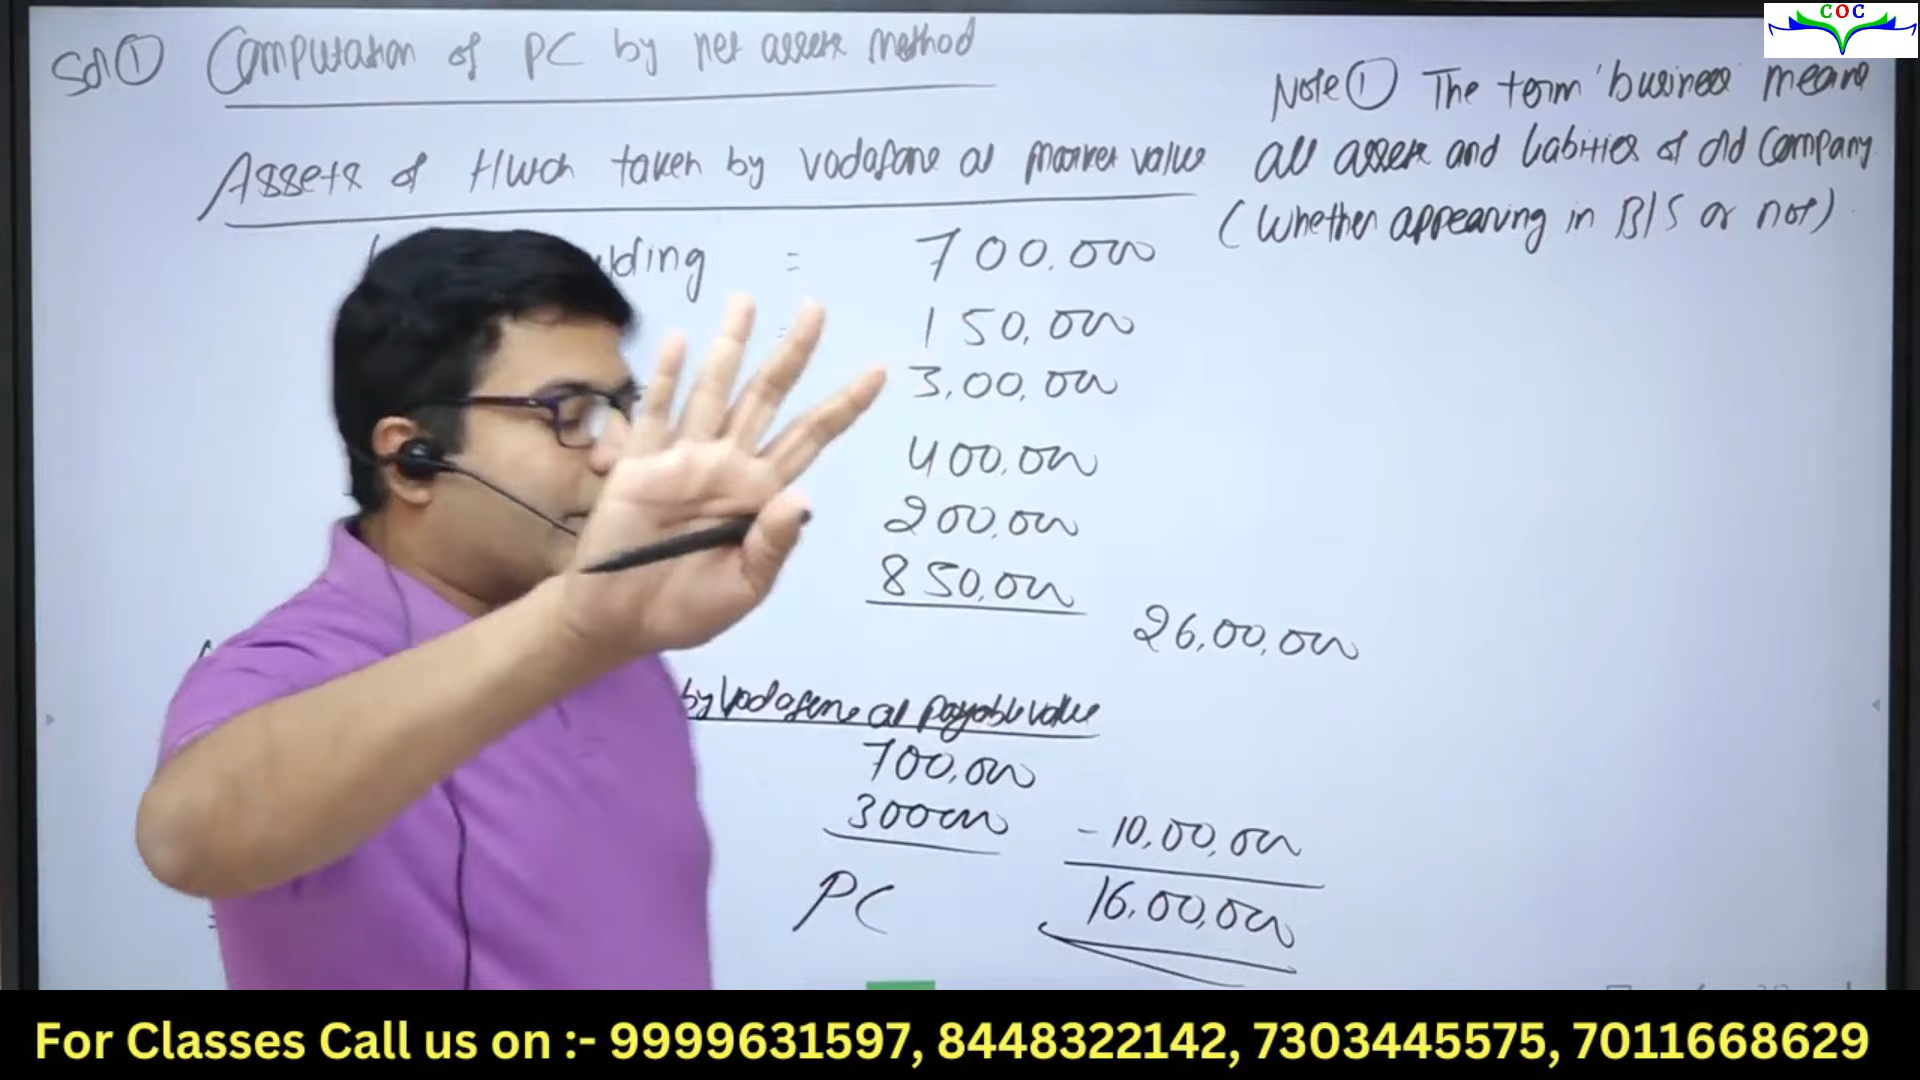 COC
Sol ① Computation of PC by net assets method
Assets of Hutch taken by Vodafone at market value
lding = 700,000
150,000
3,00,000
400,000
200,000
850,000
26,00,000
by Vodafone at payable value
700,000
300000
- 10,00,000
PC 16,00,000
Note ① The term 'business' means
all assets and liabities of old Company
(Whether appearing in B/S or not)
For Classes Call us on :- 9999631597, 8448322142, 7303445575, 7011668629